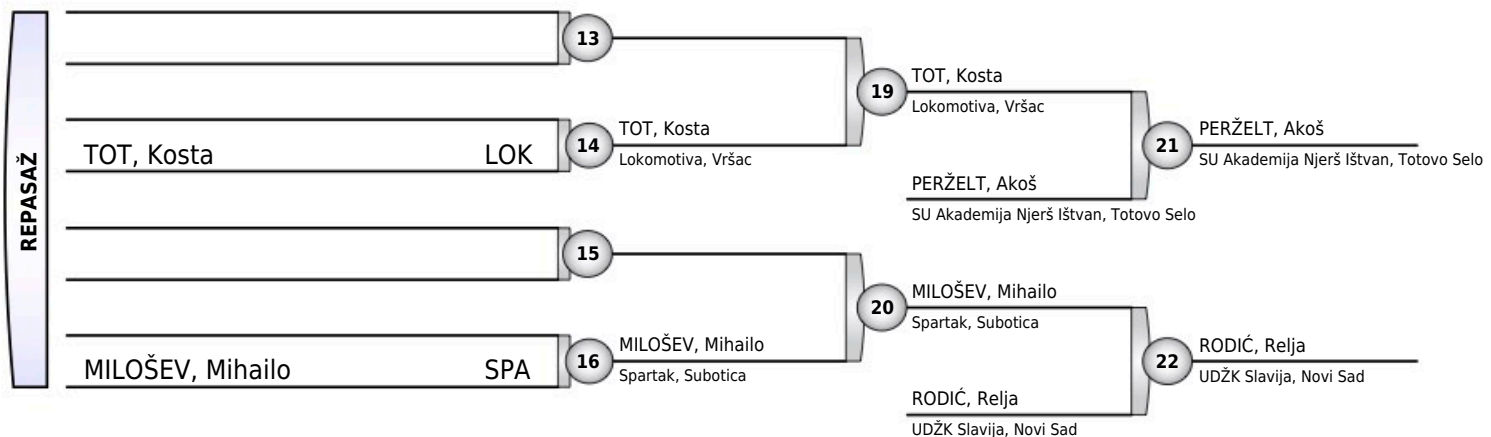 REPASAŽ
13
TOT, Kosta LOK
14
TOT, Kosta
Lokomotiva, Vršac
19
TOT, Kosta
Lokomotiva, Vršac
PERŽELT, Akoš
SU Akademija Njerš Ištvan, Totovo Selo
21
PERŽELT, Akoš
SU Akademija Njerš Ištvan, Totovo Selo
15
MILOŠEV, Mihailo SPA
16
MILOŠEV, Mihailo
Spartak, Subotica
20
MILOŠEV, Mihailo
Spartak, Subotica
RODIĆ, Relja
UDŽK Slavija, Novi Sad
22
RODIĆ, Relja
UDŽK Slavija, Novi Sad